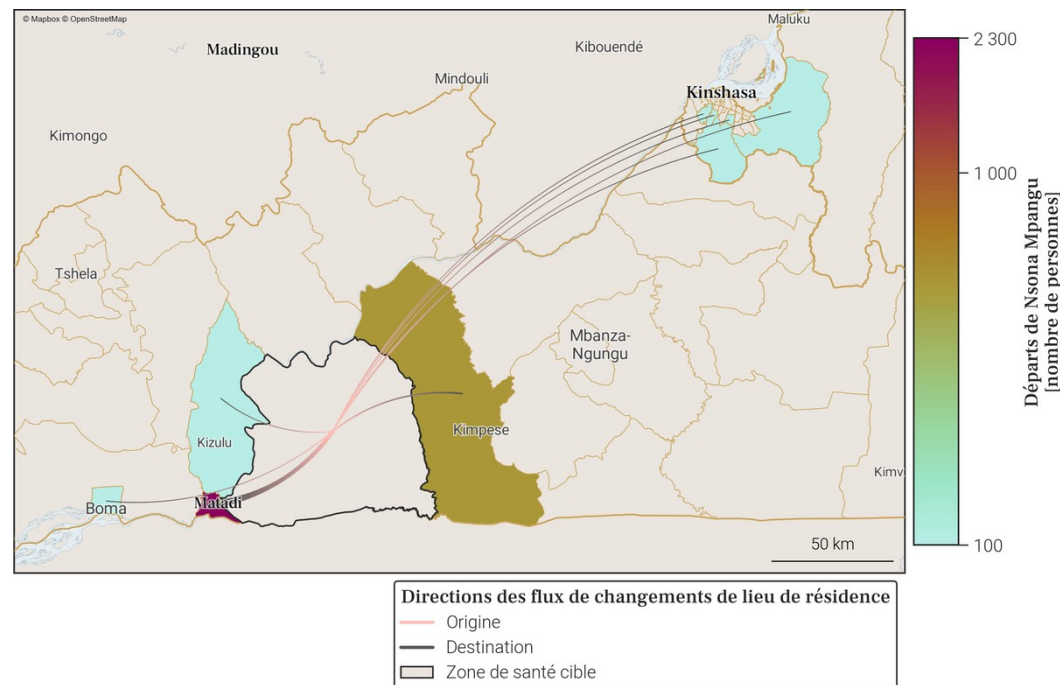 © Mapbox © OpenStreetMap
Maluku
Madingou
Kibouendé
Mindouli
Kinshasa
Kimongo
Tshela
Mbanza-
Ngungu
Kizulu
Kimpese
Boma
Matadi
50 km
2 300
1 000
100
Départs de Nsona Mpangu
[nombre de personnes]
Directions des flux de changements de lieu de résidence
Origine
Destination
Zone de santé cible